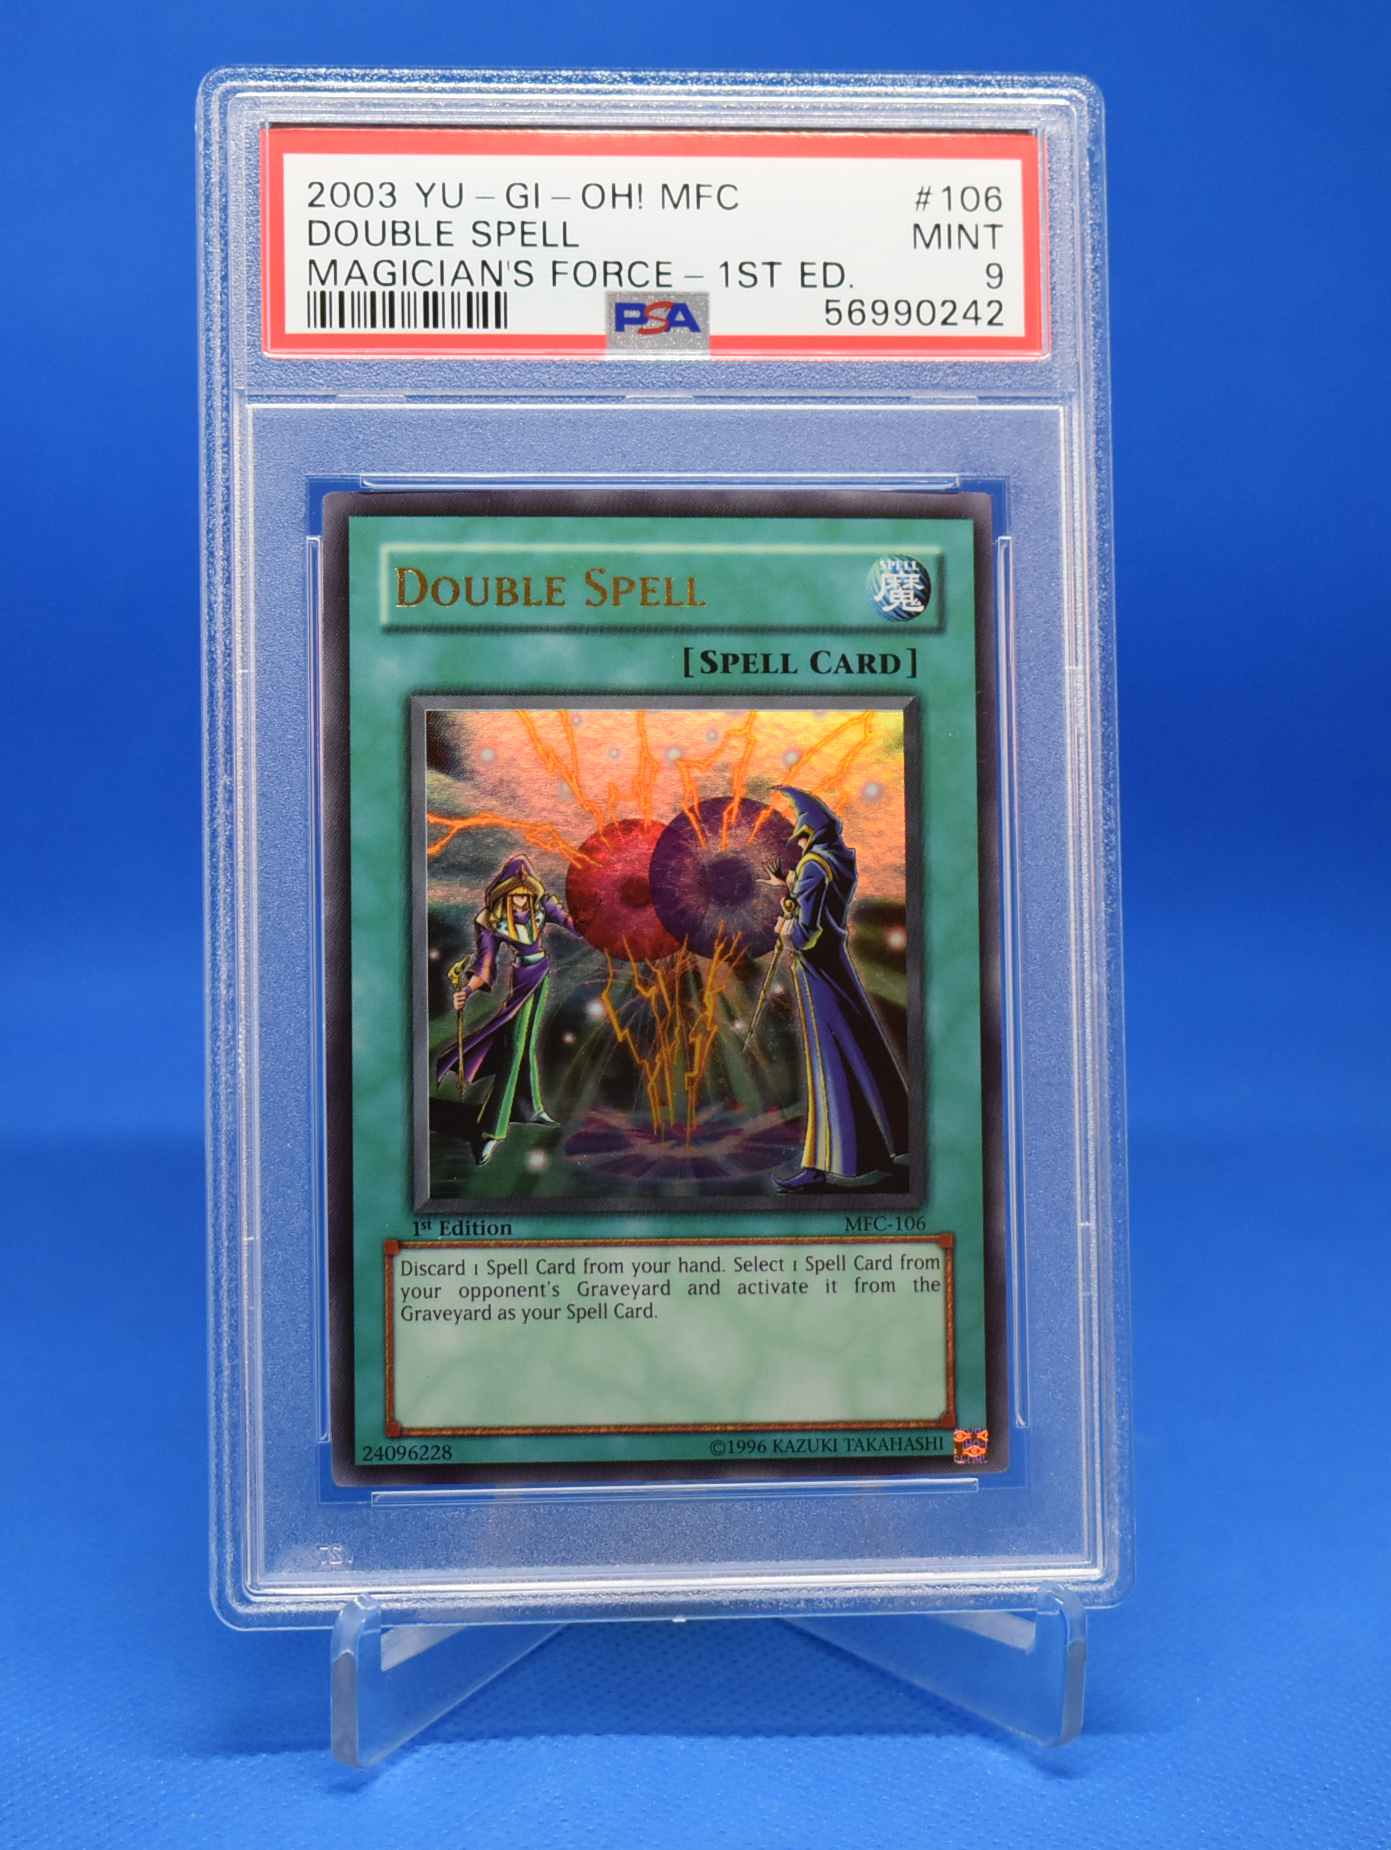 2003 YU-GI-OH! MFC #106
DOUBLE SPELL MINT
MAGICIAN'S FORCE - 1ST ED. 9
PSA 56990242
DOUBLE SPELL
SPELL
魔
[SPELL CARD]
1st Edition MFC-106
Discard 1 Spell Card from your hand. Select 1 Spell Card from
your opponent's Graveyard and activate it from the
Graveyard as your Spell Card.
24096228 ©1996 KAZUKI TAKAHASHI